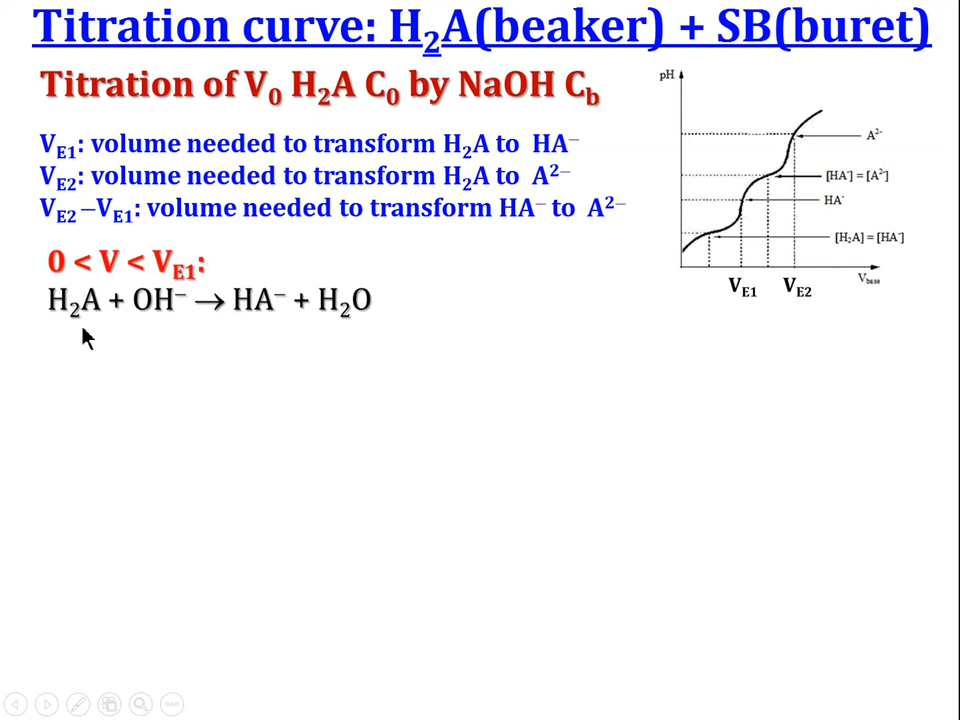 Titration curve: H₂A(beaker) + SB(buret)
Titration of V₀ H₂A C₀ by NaOH C_b
V_E1: volume needed to transform H₂A to HA⁻
V_E2: volume needed to transform H₂A to A²⁻
V_E2 −V_E1: volume needed to transform HA⁻ to A²⁻
0 < V < V_E1:
H₂A + OH⁻ → HA⁻ + H₂O
pH
A²⁻
[HA⁻] = [A²⁻]
HA⁻
[H₂A] = [HA⁻]
V_base
V_E1 V_E2